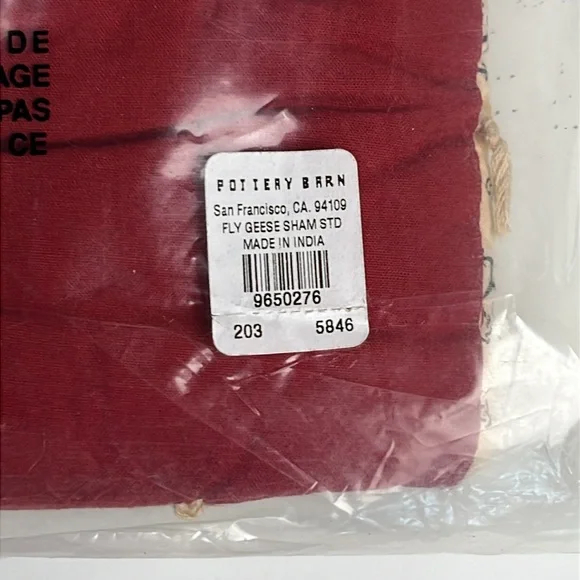 DE
AGE
PAS
CE
POTTERY BARN
San Francisco, CA. 94109
FLY GEESE SHAM STD
MADE IN INDIA
9650276
203 5846